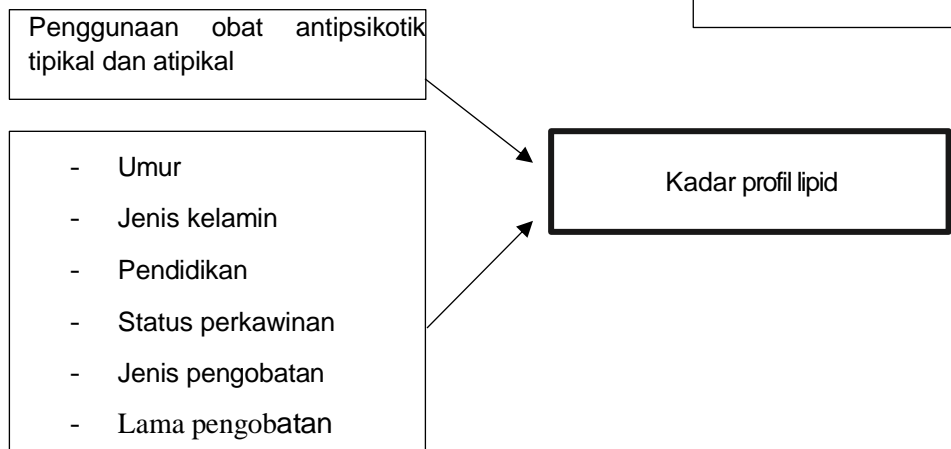 Penggunaan obat antipsikotik
tipikal dan atipikal
- Umur
- Jenis kelamin
- Pendidikan
- Status perkawinan
- Jenis pengobatan
- Lama pengobatan
Kadar profil lipid